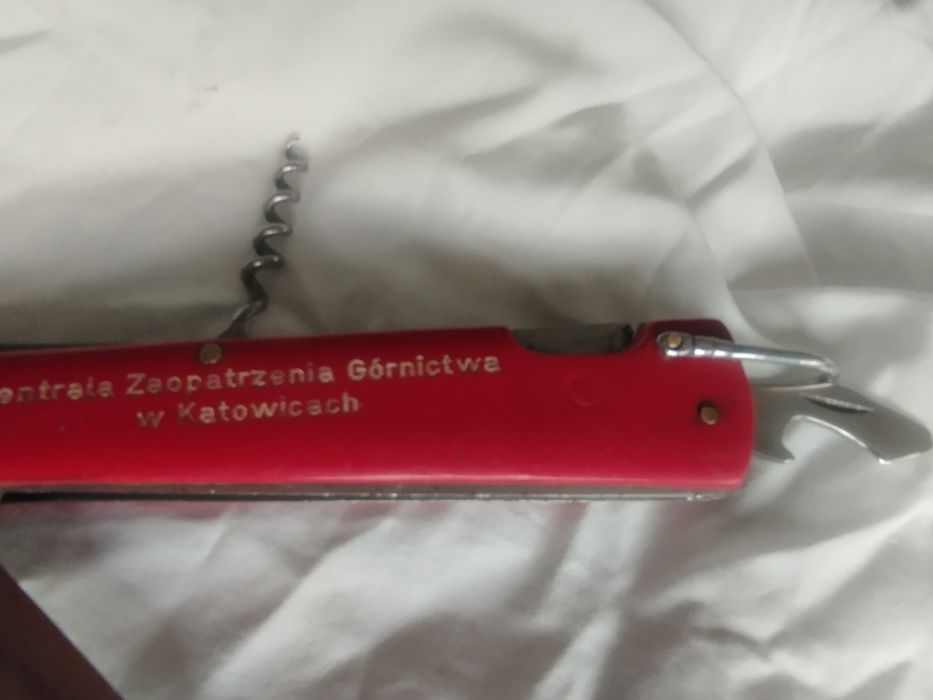 entrala Zaopatrzenia Górnictwa
w Katowicach